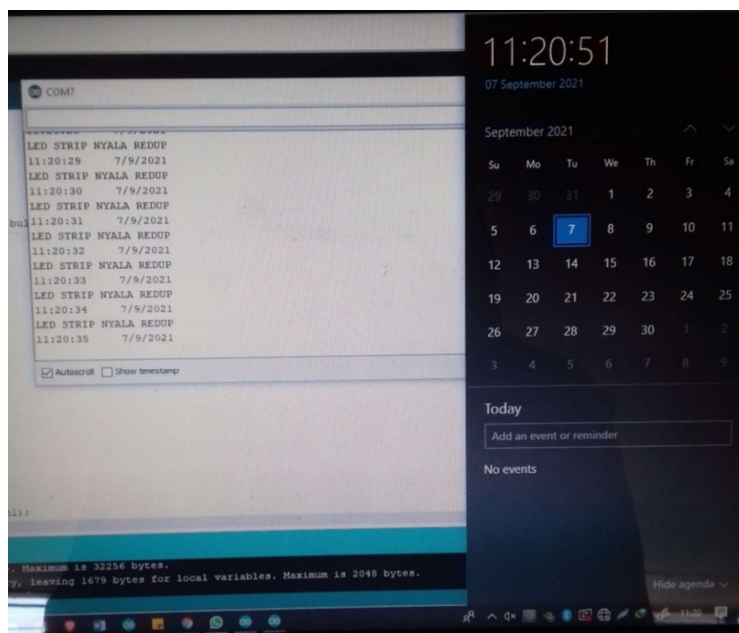 COM7
LED STRIP NYALA REDUP
11:20:29 7/9/2021
LED STRIP NYALA REDUP
11:20:30 7/9/2021
LED STRIP NYALA REDUP
11:20:31 7/9/2021
LED STRIP NYALA REDUP
11:20:32 7/9/2021
LED STRIP NYALA REDUP
11:20:33 7/9/2021
LED STRIP NYALA REDUP
11:20:34 7/9/2021
LED STRIP NYALA REDUP
11:20:35 7/9/2021
Autoscroll Show timestamp
. Maximum is 32256 bytes.
y, leaving 1679 bytes for local variables. Maximum is 2048 bytes.
11:20:51
07 September 2021
September 2021
Su Mo Tu We Th Fr Sa
29 30 31 1 2 3 4
5 6 7 8 9 10 11
12 13 14 15 16 17 18
19 20 21 22 23 24 25
26 27 28 29 30 1 2
3 4 5 6 7 8 9
Today
Add an event or reminder
No events
Hide agenda
11:20